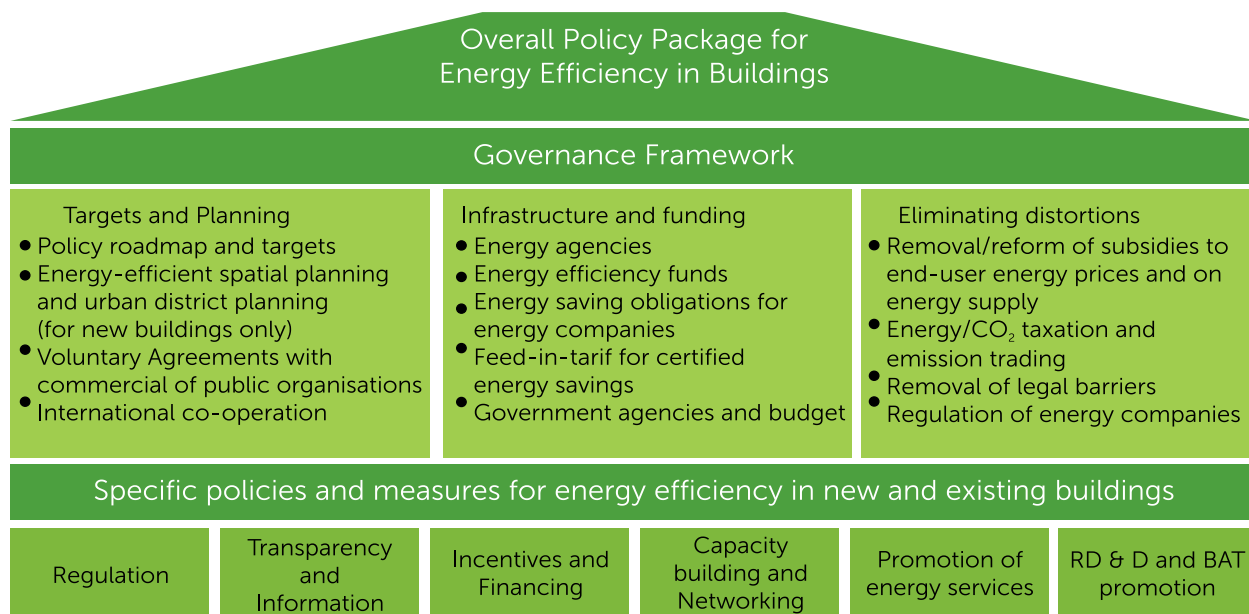 Overall Policy Package for
Energy Efficiency in Buildings
Governance Framework
Targets and Planning
• Policy roadmap and targets
• Energy-efficient spatial planning
and urban district planning
(for new buildings only)
• Voluntary Agreements with
commercial of public organisations
• International co-operation
Infrastructure and funding
• Energy agencies
• Energy efficiency funds
• Energy saving obligations for
energy companies
• Feed-in-tarif for certified
energy savings
• Government agencies and budget
Eliminating distortions
• Removal/reform of subsidies to
end-user energy prices and on
energy supply
• Energy/CO₂ taxation and
emission trading
• Removal of legal barriers
• Regulation of energy companies
Specific policies and measures for energy efficiency in new and existing buildings
Regulation
Transparency
and
Information
Incentives and
Financing
Capacity
building and
Networking
Promotion of
energy services
RD & D and BAT
promotion